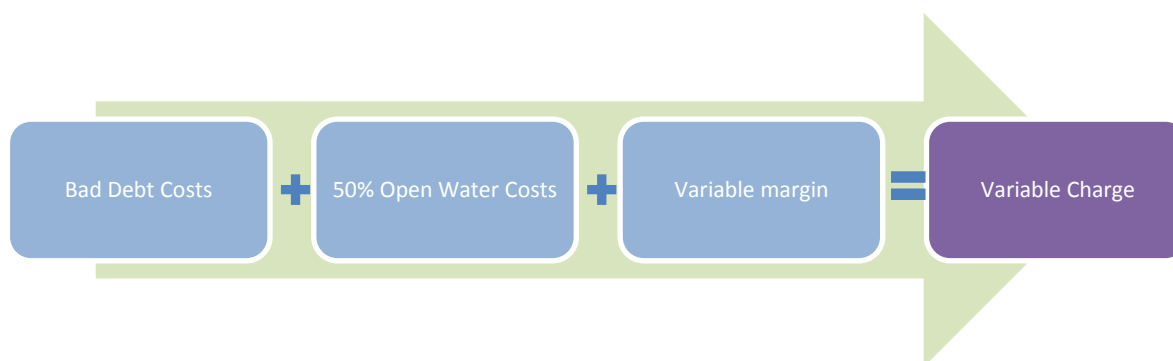 Bad Debt Costs
+
50% Open Water Costs
+
Variable margin
=
Variable Charge